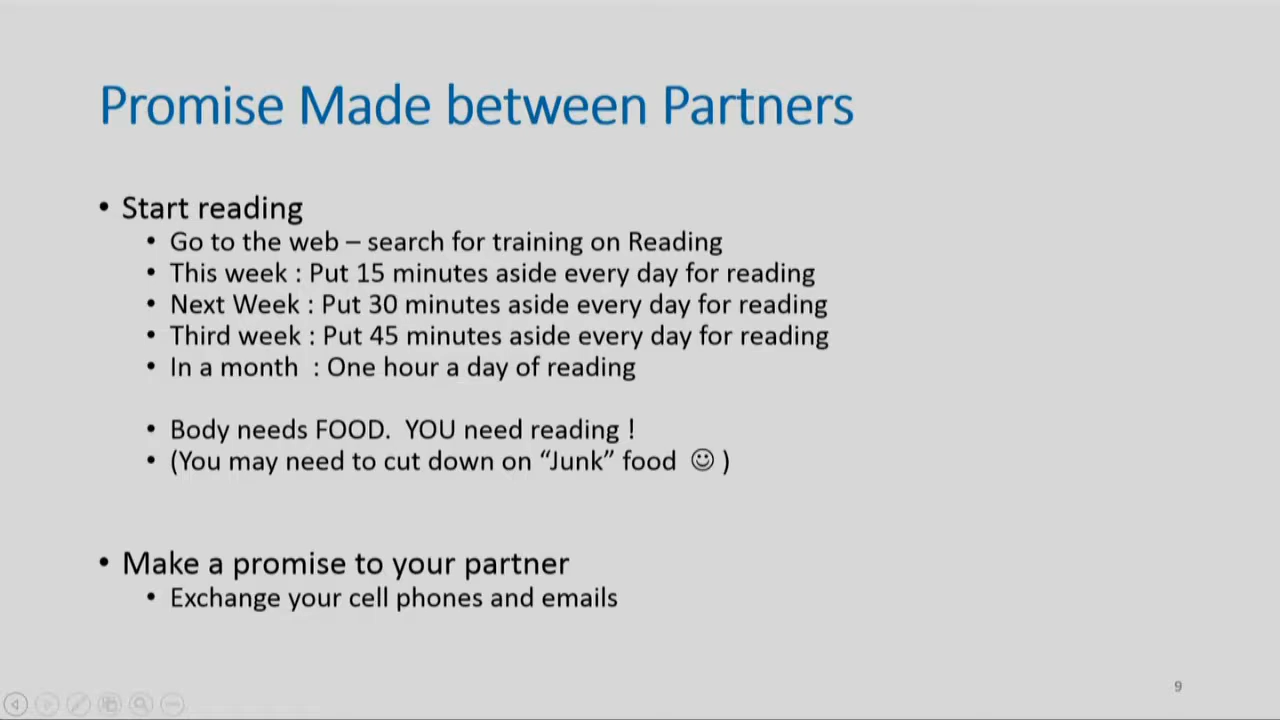 Promise Made between Partners
• Start reading
• Go to the web – search for training on Reading
• This week : Put 15 minutes aside every day for reading
• Next Week : Put 30 minutes aside every day for reading
• Third week : Put 45 minutes aside every day for reading
• In a month  : One hour a day of reading
• Body needs FOOD.  YOU need reading !
• (You may need to cut down on “Junk” food ☺ )
• Make a promise to your partner
• Exchange your cell phones and emails
9